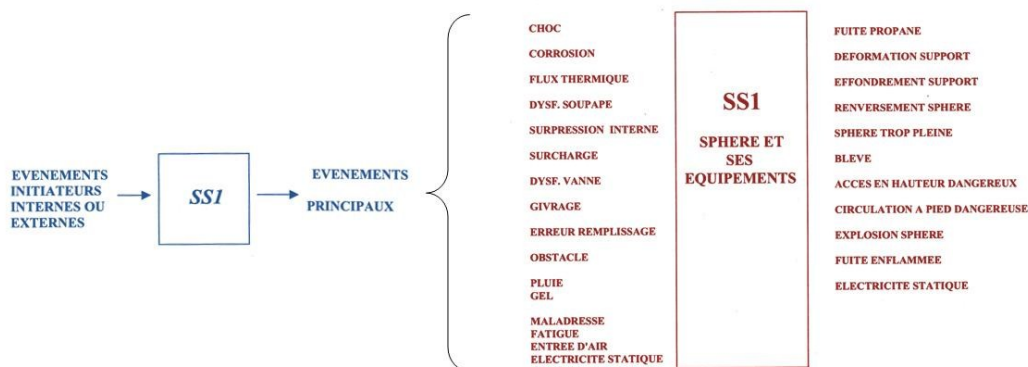 EVENEMENTS
INITIATEURS
INTERNES OU
EXTERNES
SS1
EVENEMENTS
PRINCIPAUX
CHOC
CORROSION
FLUX THERMIQUE
DYSF. SOUPAPE
SURPRESSION INTERNE
SURCHARGE
DYSF. VANNE
GIVRAGE
ERREUR REMPLISSAGE
OBSTACLE
PLUIE
GEL
MALADRESSE
FATIGUE
ENTREE D'AIR
ELECTRICITE STATIQUE
SS1
SPHERE ET
SES
EQUIPEMENTS
FUITE PROPANE
DEFORMATION SUPPORT
EFFONDREMENT SUPPORT
RENVERSEMENT SPHERE
SPHERE TROP PLEINE
BLEVE
ACCES EN HAUTEUR DANGEREUX
CIRCULATION A PIED DANGEREUSE
EXPLOSION SPHERE
FUITE ENFLAMMEE
ELECTRICITE STATIQUE